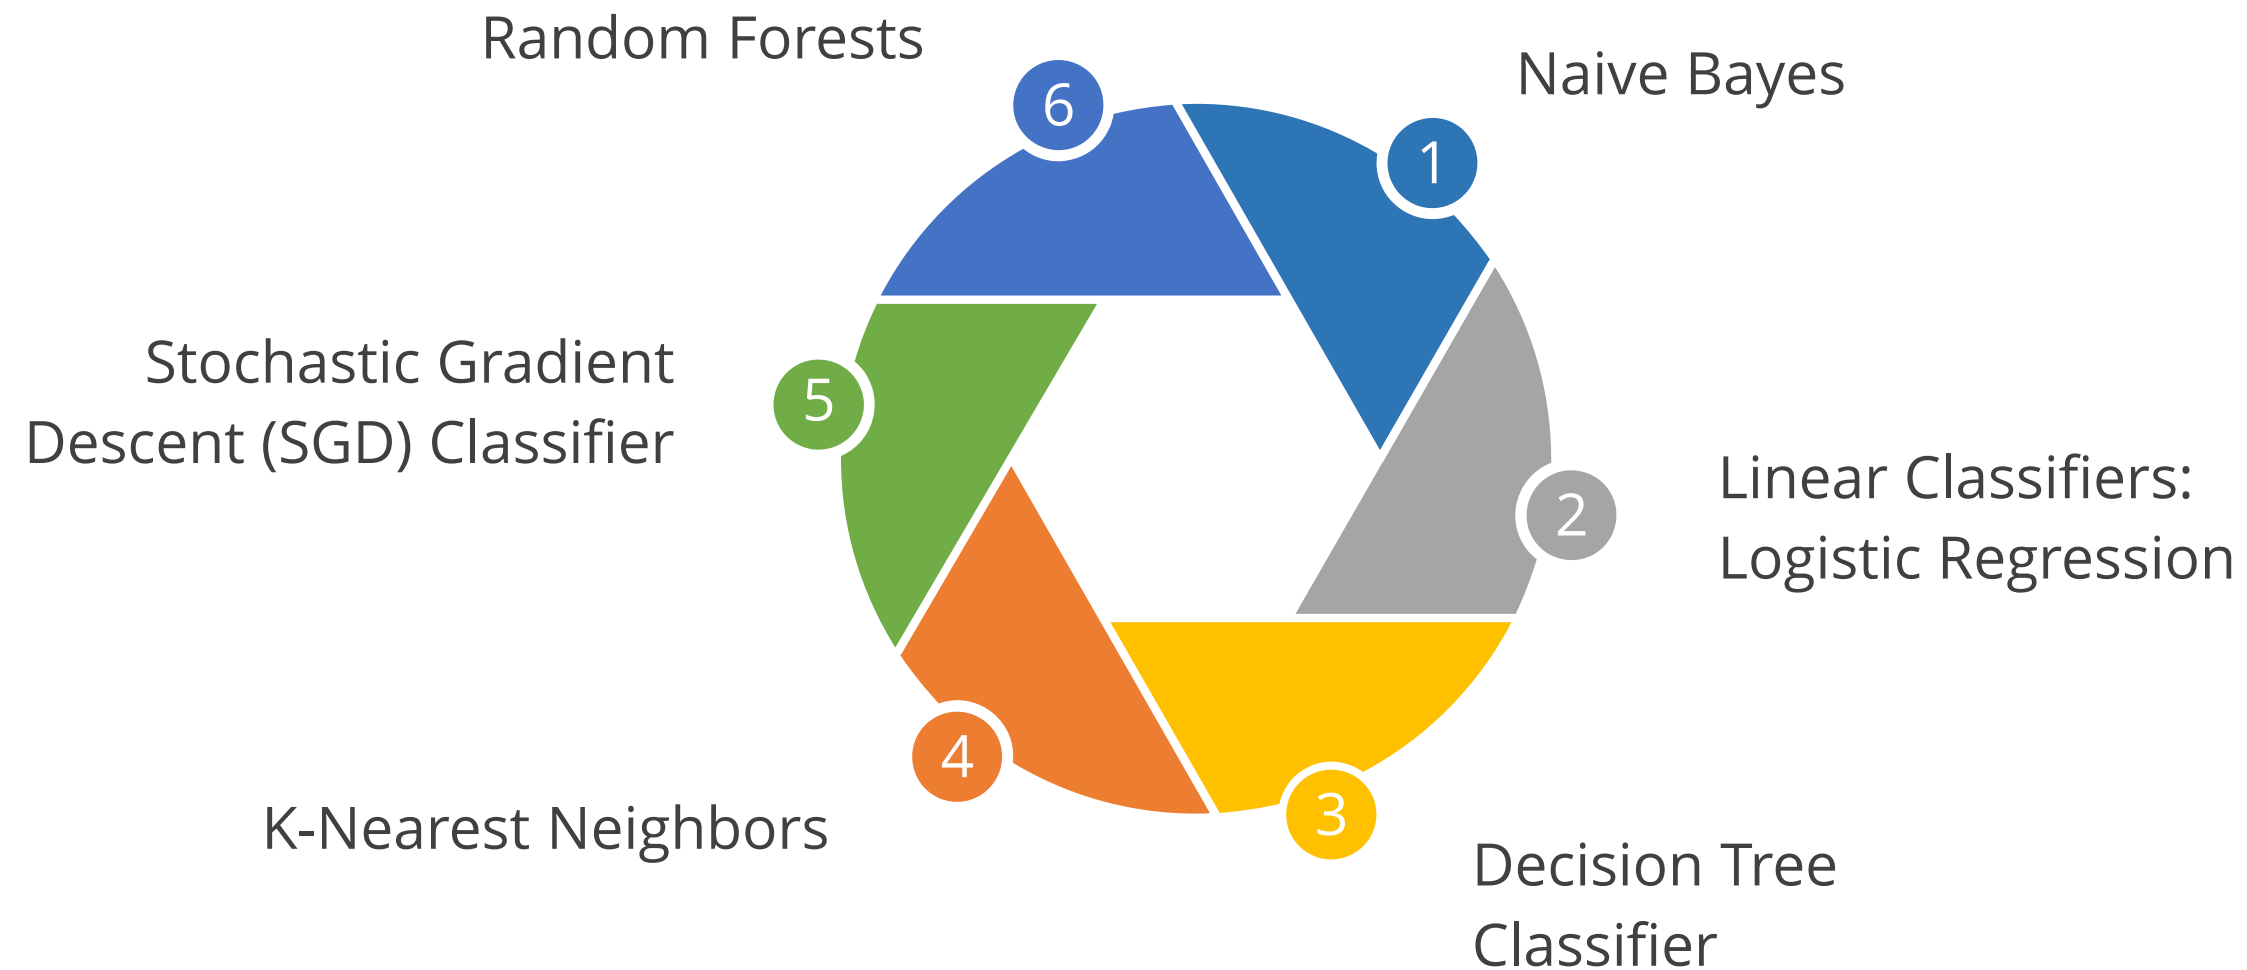 Random Forests
6
Naive Bayes
1
Stochastic Gradient
Descent (SGD) Classifier
5
2
Linear Classifiers:
Logistic Regression
4
K-Nearest Neighbors
3
Decision Tree
Classifier